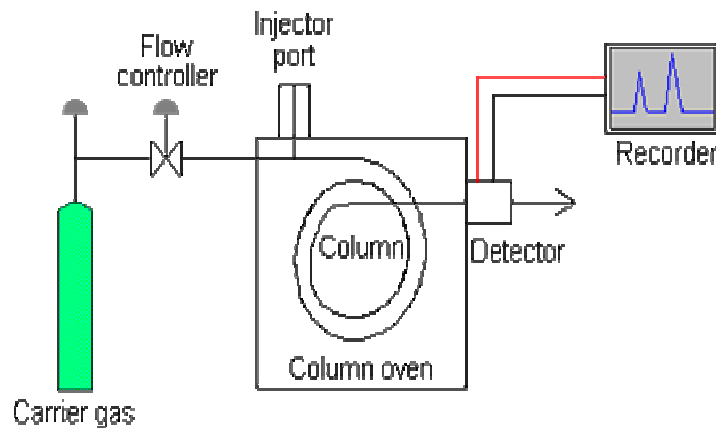 Injector
port
Flow
controller
Recorder
Column
Detector
Column oven
Carrier gas